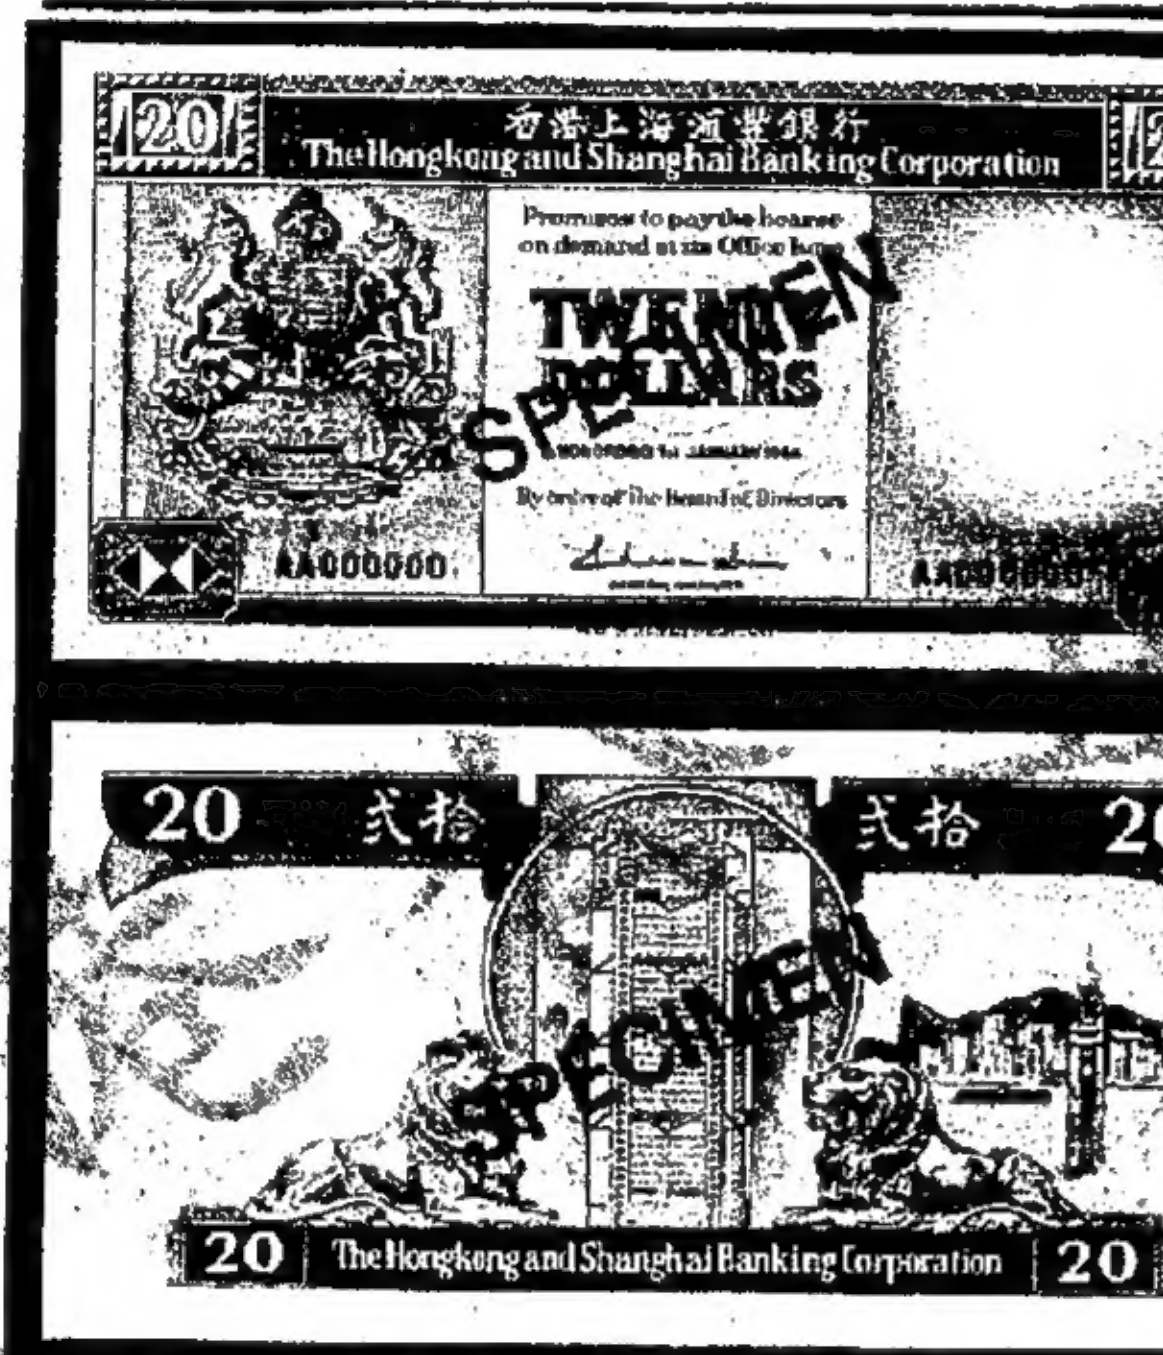 20
香港上海滙豐銀行
The Hongkong and Shanghai Banking Corporation
Promises to pay the bearer
on demand at its Office here
TWENTY
DOLLARS
SPECIMEN
By order of the Board of Directors
AA000000
AA000000
20 貳拾 貳拾 20
SPECIMEN
20 The Hongkong and Shanghai Banking Corporation 20